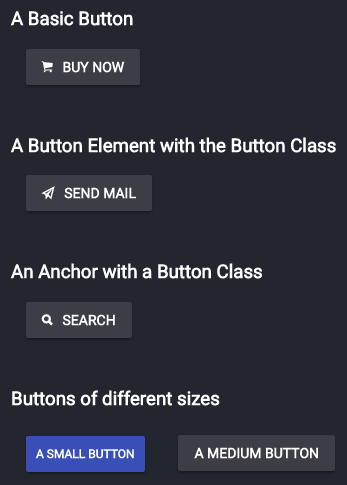 A Basic Button
BUY NOW
A Button Element with the Button Class
SEND MAIL
An Anchor with a Button Class
SEARCH
Buttons of different sizes
A SMALL BUTTON
A MEDIUM BUTTON